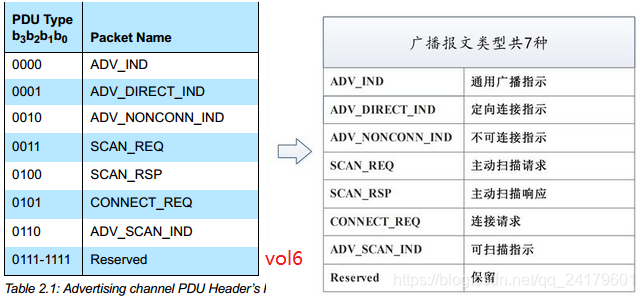 PDU Type
b3b2b1b0 Packet Name
0000 ADV_IND
0001 ADV_DIRECT_IND
0010 ADV_NONCONN_IND
0011 SCAN_REQ
0100 SCAN_RSP
0101 CONNECT_REQ
0110 ADV_SCAN_IND
0111-1111 Reserved
vol6
Table 2.1: Advertising channel PDU Header's
广播报文类型共7种
ADV_IND 通用广播指示
ADV_DIRECT_IND 定向连接指示
ADV_NONCONN_IND 不可连接指示
SCAN_REQ 主动扫描请求
SCAN_RSP 主动扫描响应
CONNECT_REQ 连接请求
ADV_SCAN_IND 可扫描指示
Reserved 保留
https://blog.csdn.net/qq_24179601